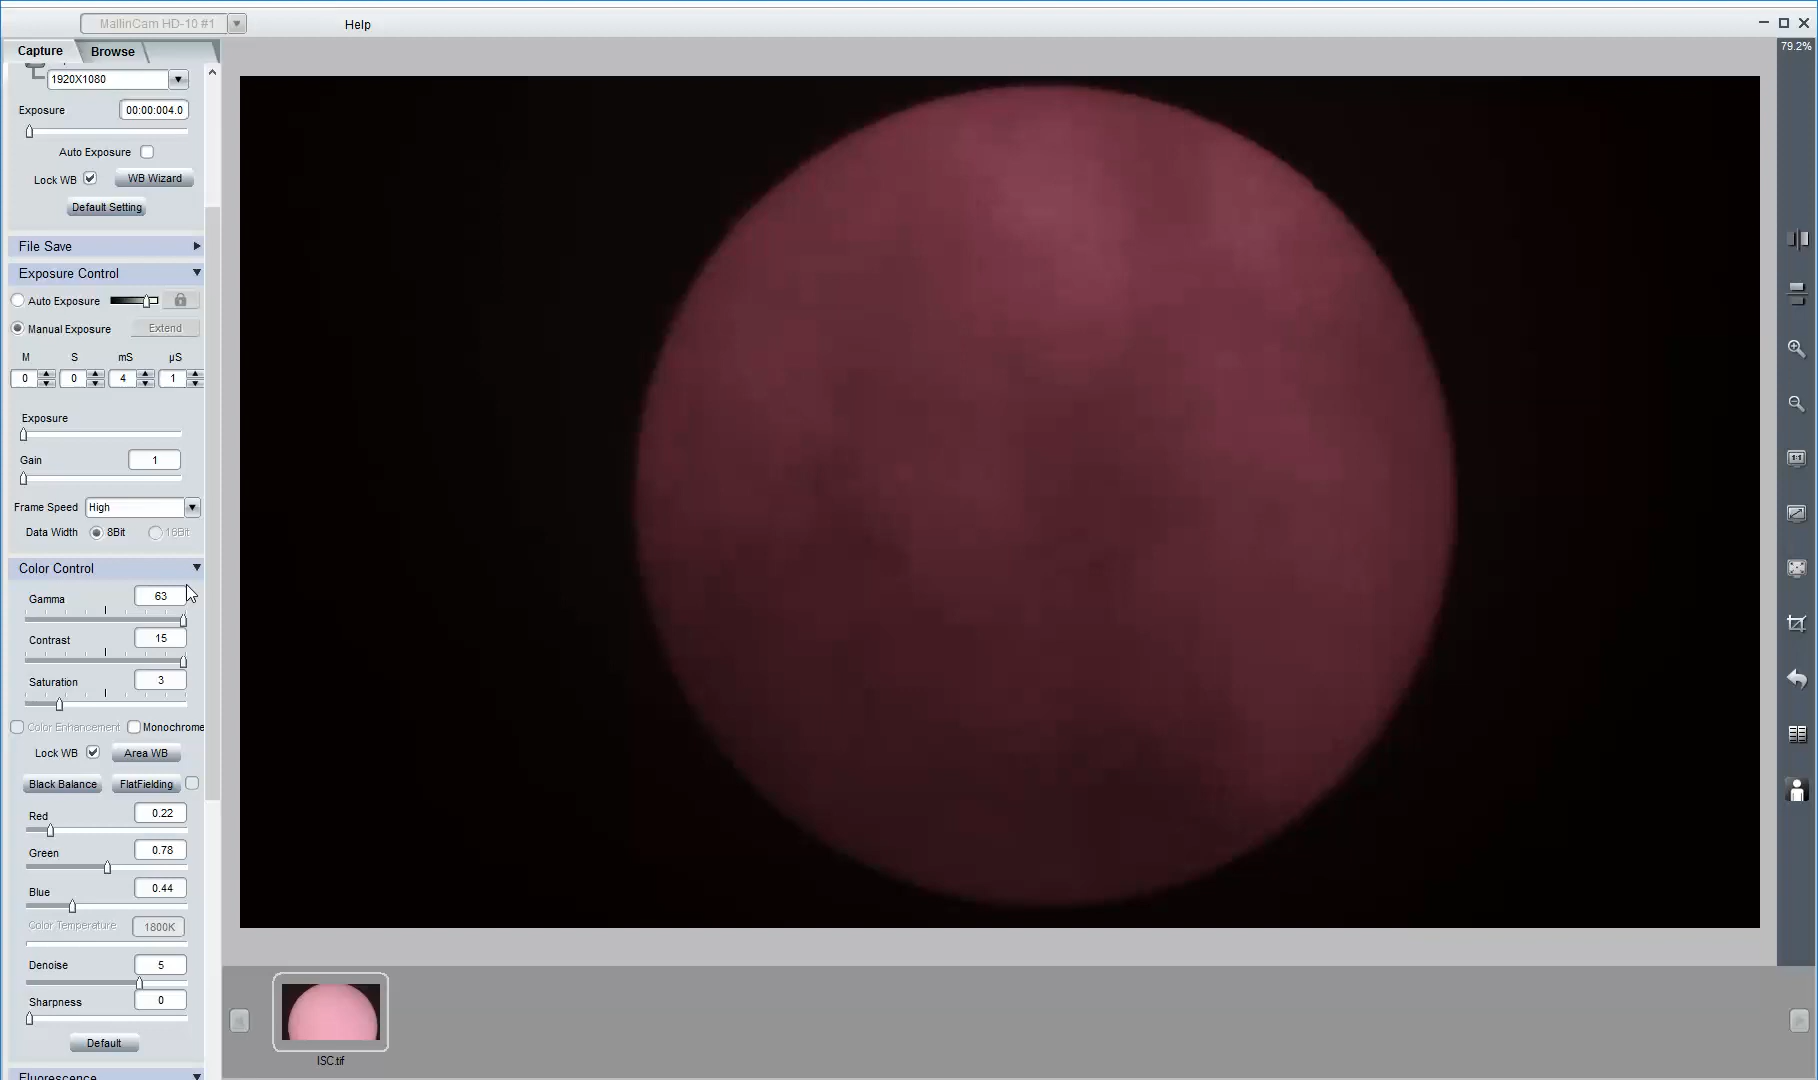 MallinCam HD-10 #1
Help
Capture Browse
79.2%
1920X1080
Exposure 00:00:004.0
Auto Exposure
Lock WB WB Wizard
Default Setting
File Save
Exposure Control
Auto Exposure
Manual Exposure Extend
M S mS µS
0 0 4 1
Exposure
Gain 1
Frame Speed High
Data Width 8Bit 16Bit
Color Control
Gamma 63
Contrast 15
Saturation 3
Color Enhancement Monochrome
Lock WB Area WB
Black Balance FlatFielding
Red 0.22
Green 0.78
Blue 0.44
Color Temperature 1800K
Denoise 5
Sharpness 0
Default
Fluorescence
ISC.tif
1:1